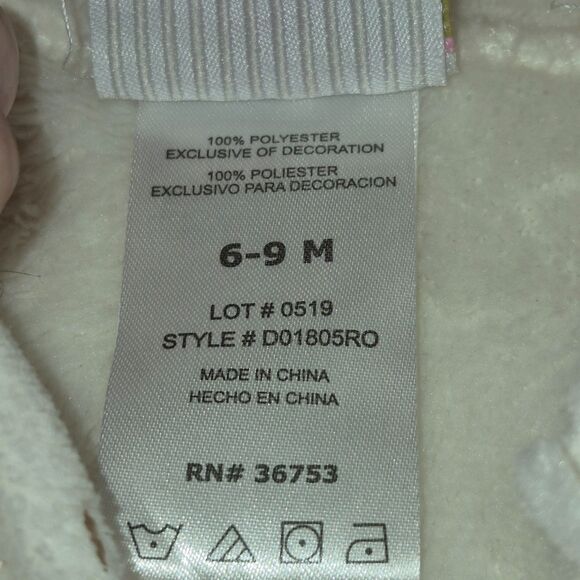 100% POLYESTER
EXCLUSIVE OF DECORATION
100% POLIESTER
EXCLUSIVO PARA DECORACION
6-9 M
LOT # 0519
STYLE # D01805RO
MADE IN CHINA
HECHO EN CHINA
RN# 36753